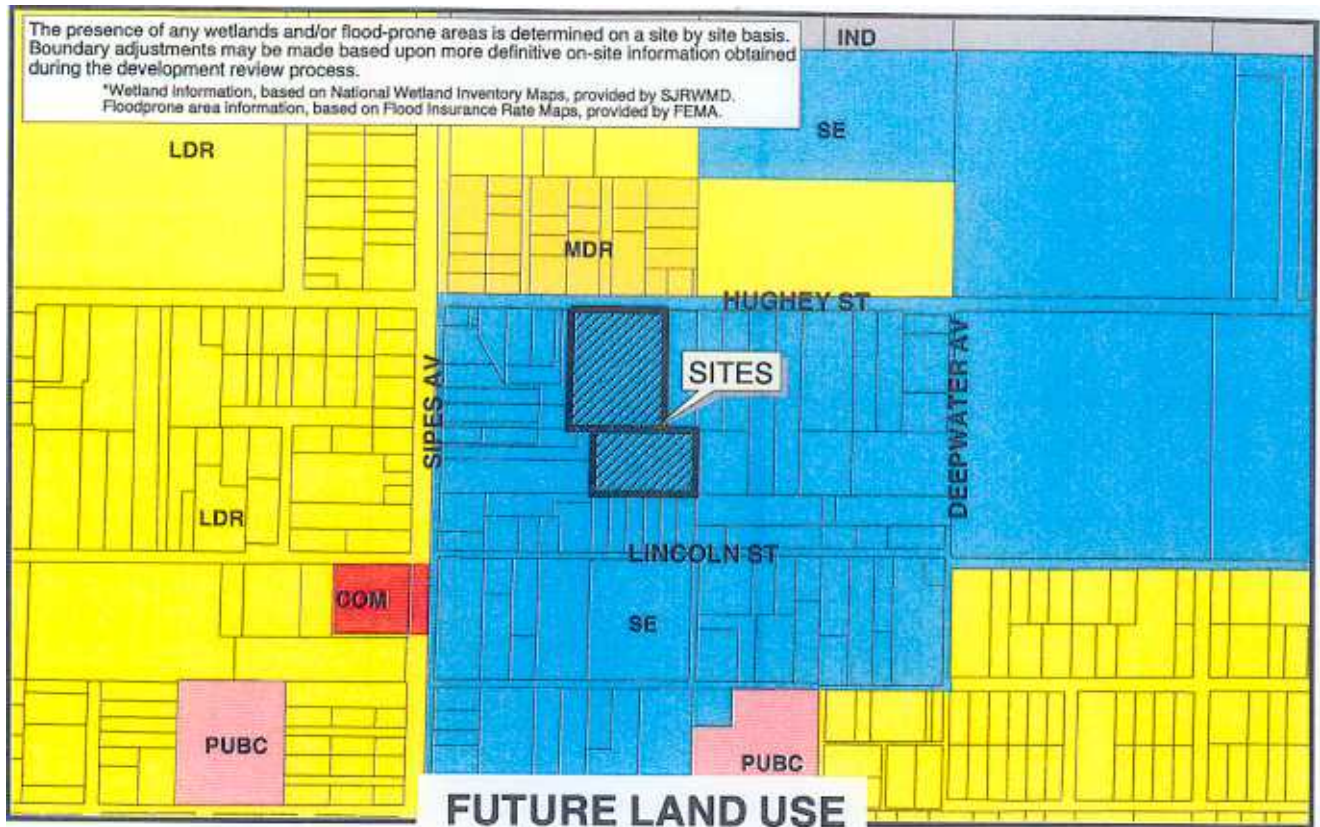 The presence of any wetlands and/or flood-prone areas is determined on a site by site basis.
Boundary adjustments may be made based upon more definitive on-site information obtained
during the development review process.
*Wetland information, based on National Wetland Inventory Maps, provided by SJRWMD.
Floodprone area information, based on Flood Insurance Rate Maps, provided by FEMA.
IND
SE
LDR
MDR
HUGHEY ST
SITES
SIPES AV
DEEPWATER AV
LDR
LINCOLN ST
COM
SE
PUBC
PUBC
FUTURE LAND USE